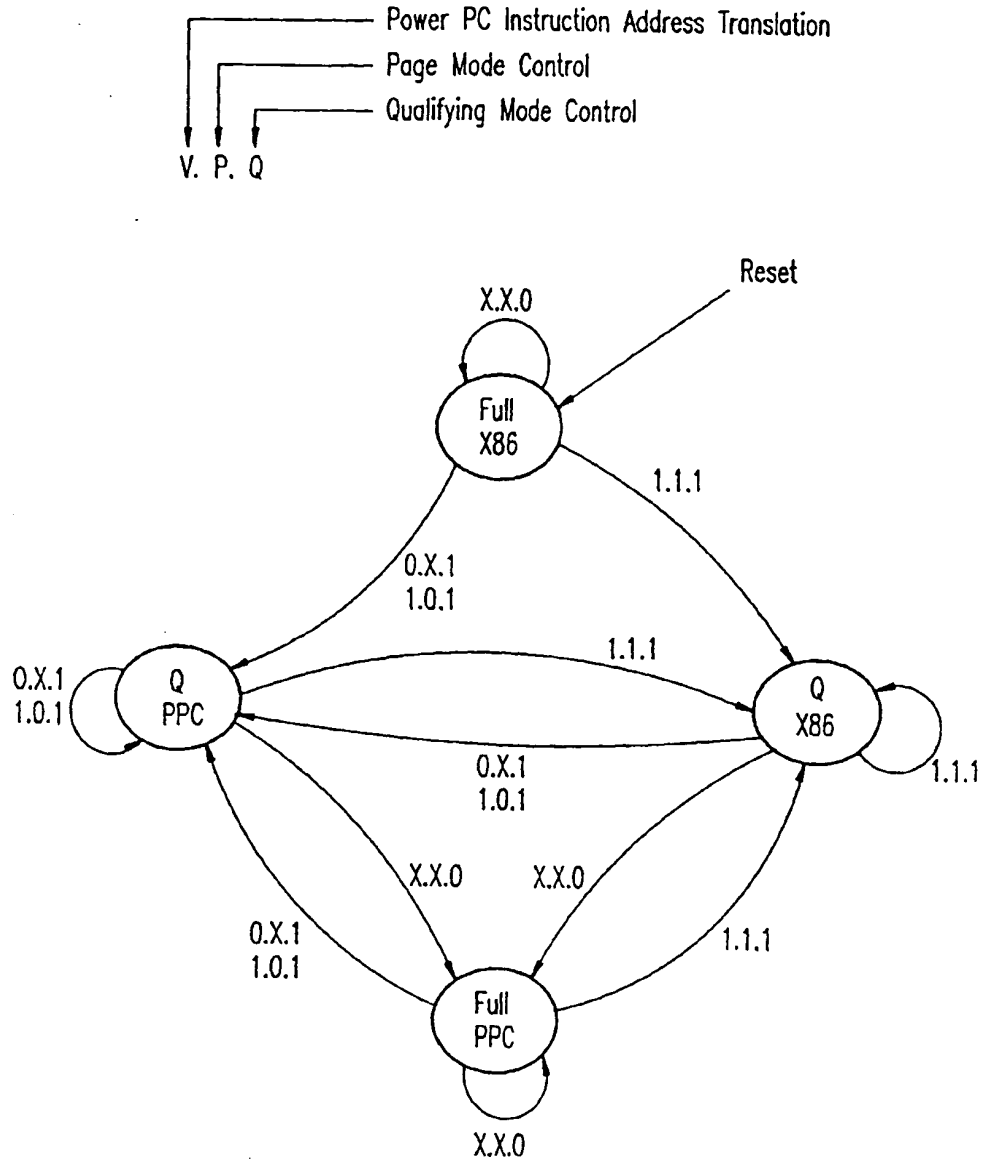 Power PC Instruction Address Translation
Page Mode Control
Qualifying Mode Control
V. P. Q
Reset
X.X.0
Full
X86
1.1.1
0.X.1
1.0.1
1.1.1
0.X.1
1.0.1
Q
PPC
Q
X86
0.X.1
1.0.1
1.1.1
X.X.0
X.X.0
0.X.1
1.0.1
1.1.1
Full
PPC
X.X.0